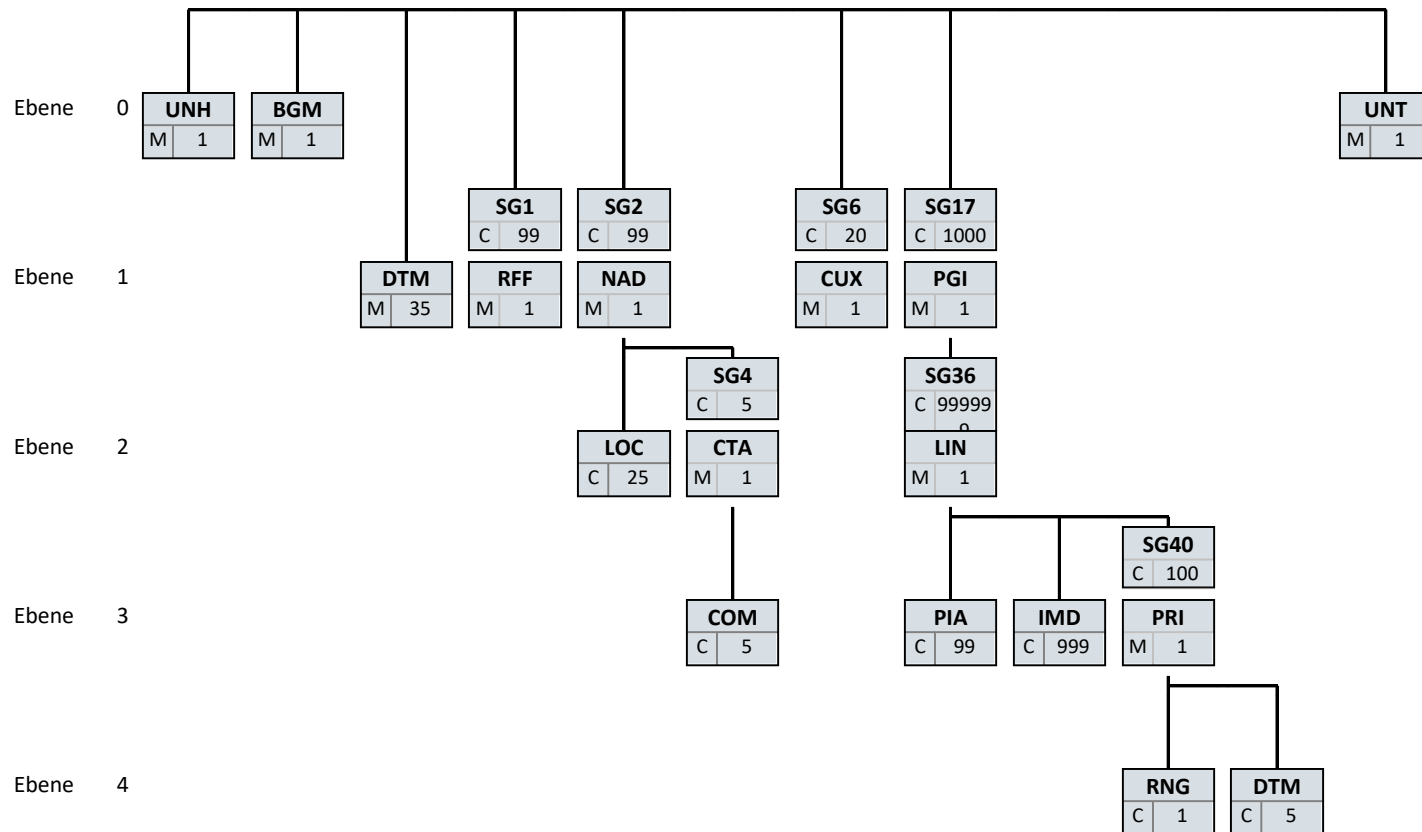 Ebene 0 UNH BGM UNT
M 1 M 1 M 1
SG1 SG2 SG6 SG17
C 99 C 99 C 20 C 1000
Ebene 1 DTM RFF NAD CUX PGI
M 35 M 1 M 1 M 1 M 1
SG4 SG36
C 5 C 99999
Ebene 2 LOC CTA LIN
C 25 M 1 M 1
SG40
C 100
Ebene 3 COM PIA IMD PRI
C 5 C 99 C 999 M 1
Ebene 4 RNG DTM
C 1 C 5